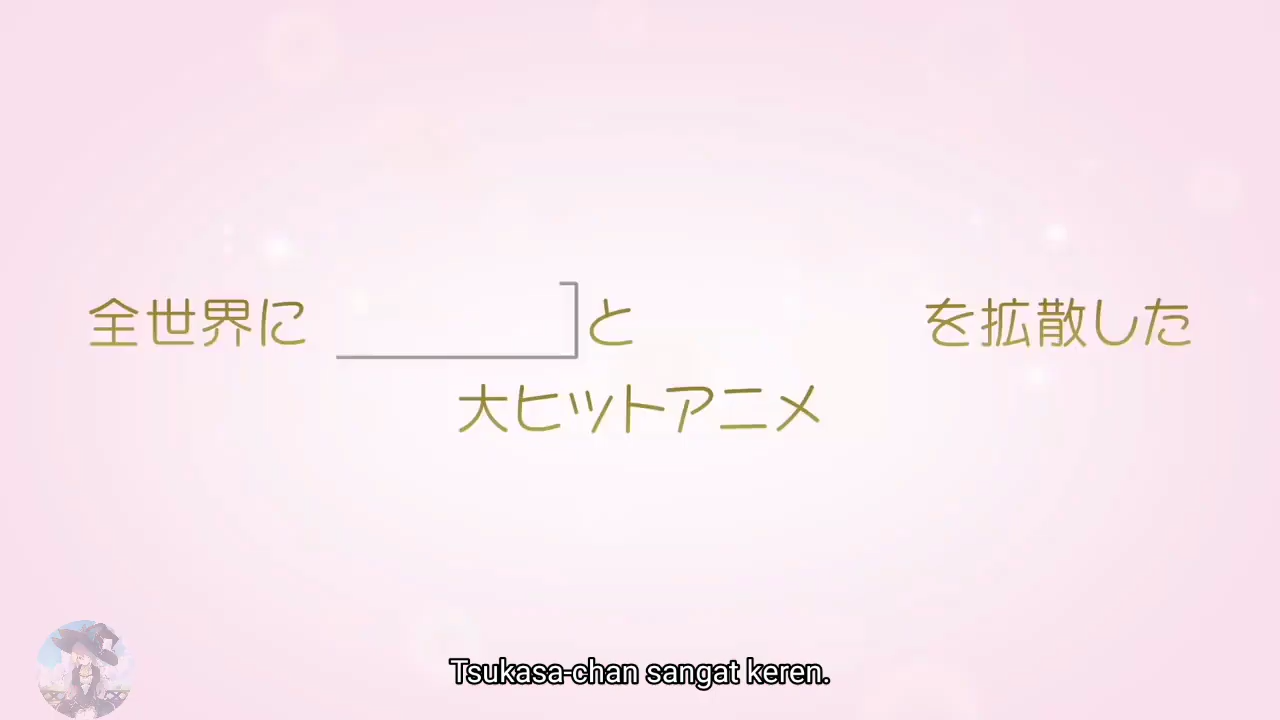 全世界に と を拡散した
大ヒットアニメ
Tsukasa-chan sangat keren.